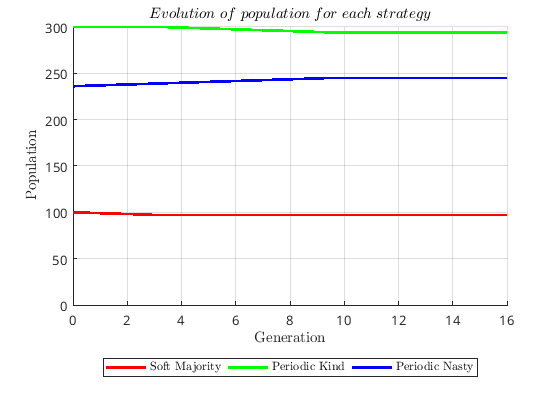 Evolution of population for each strategy
300
250
200
150
100
50
0
Population
0 2 4 6 8 10 12 14 16
Generation
Soft Majority Periodic Kind Periodic Nasty